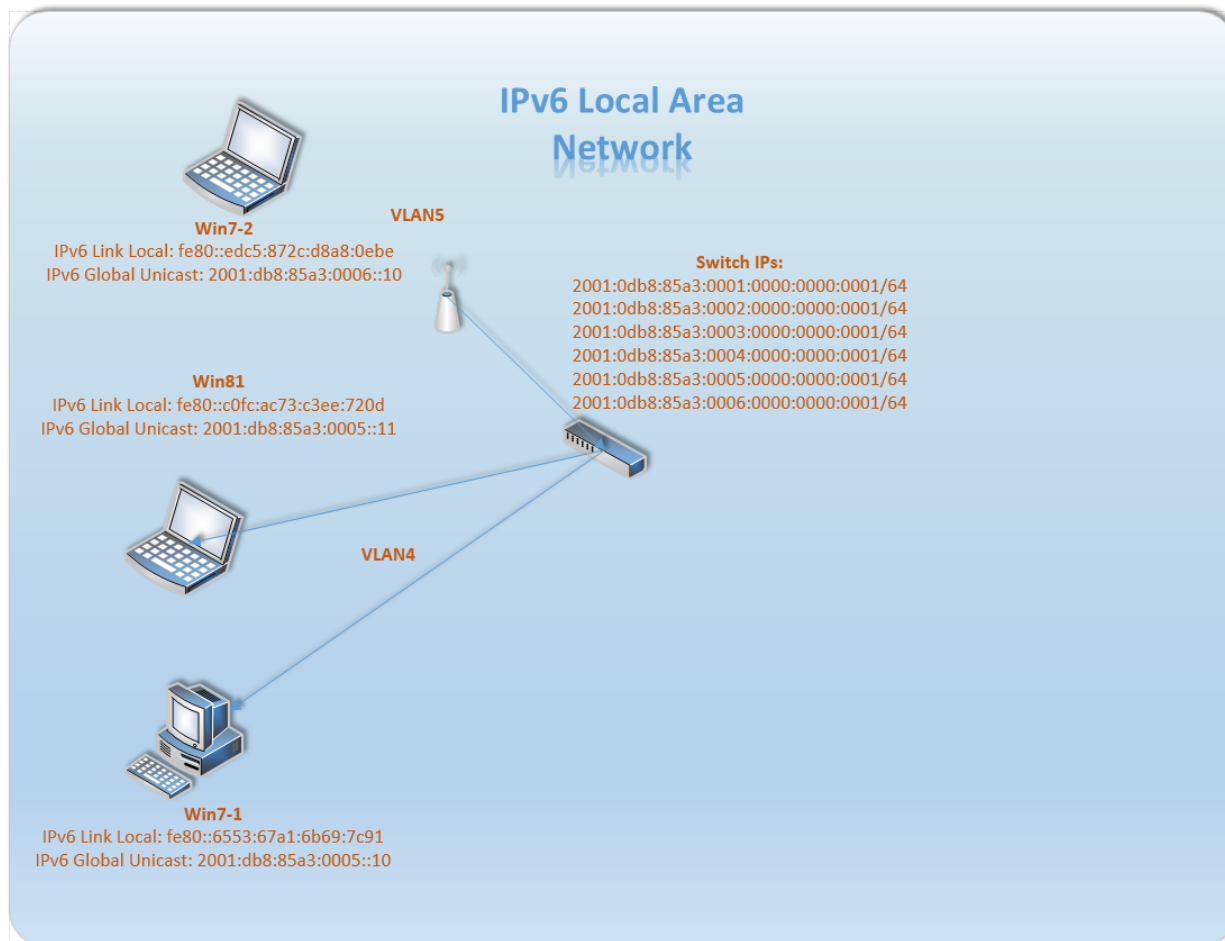 IPv6 Local Area
Network
Win7-2
IPv6 Link Local: fe80::edc5:872c:d8a8:0ebe
IPv6 Global Unicast: 2001:db8:85a3:0006::10
VLAN5
Switch IPs:
2001:0db8:85a3:0001:0000:0000:0001/64
2001:0db8:85a3:0002:0000:0000:0001/64
2001:0db8:85a3:0003:0000:0000:0001/64
2001:0db8:85a3:0004:0000:0000:0001/64
2001:0db8:85a3:0005:0000:0000:0001/64
2001:0db8:85a3:0006:0000:0000:0001/64
Win81
IPv6 Link Local: fe80::c0fc:ac73:c3ee:720d
IPv6 Global Unicast: 2001:db8:85a3:0005::11
VLAN4
Win7-1
IPv6 Link Local: fe80::6553:67a1:6b69:7c91
IPv6 Global Unicast: 2001:db8:85a3:0005::10